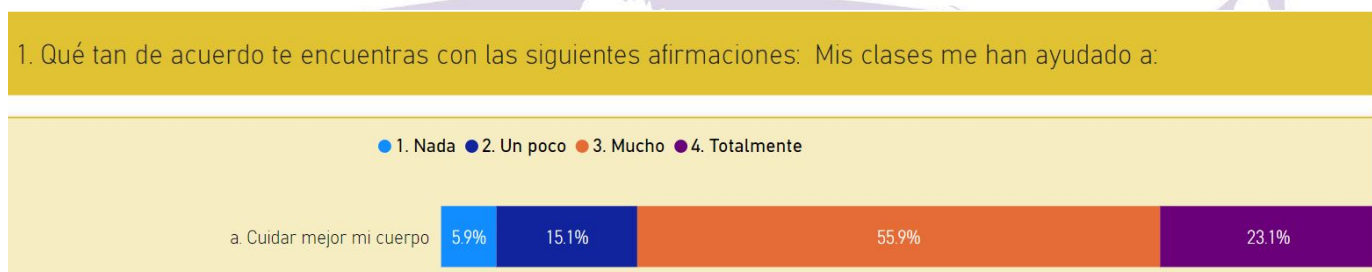 1. Qué tan de acuerdo te encuentras con las siguientes afirmaciones: Mis clases me han ayudado a:
1. Nada 2. Un poco 3. Mucho 4. Totalmente
a. Cuidar mejor mi cuerpo 5.9% 15.1% 55.9% 23.1%